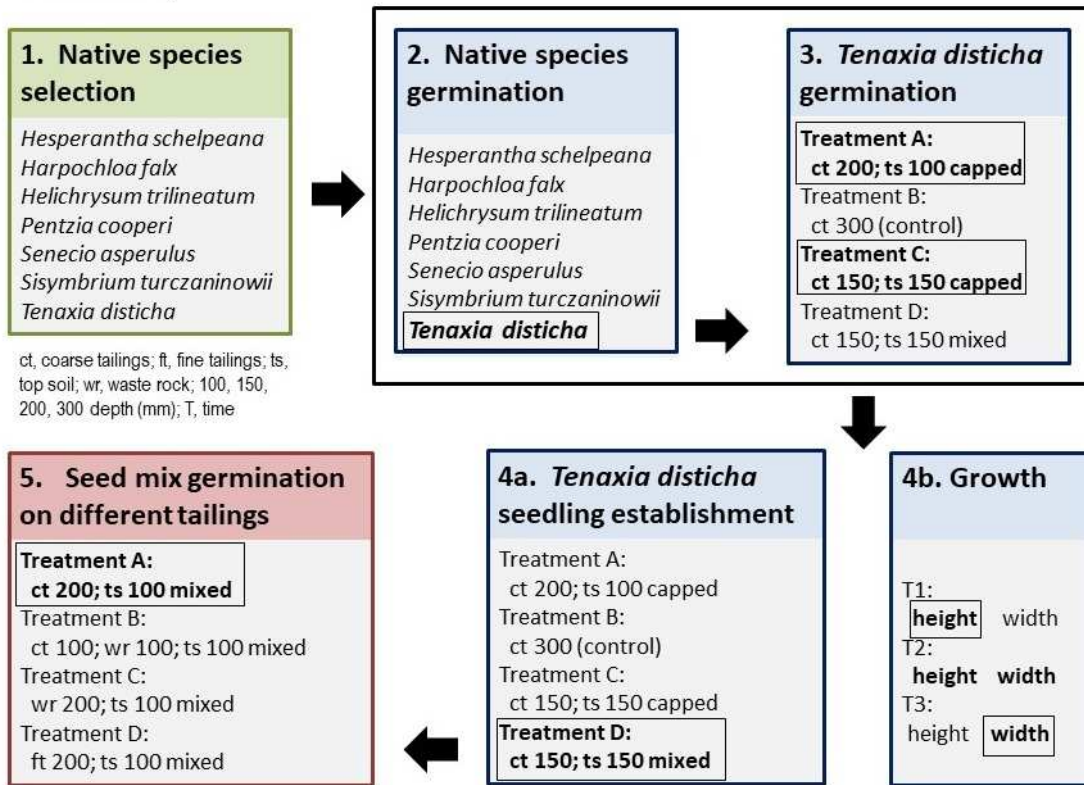 1. Native species
selection
Hesperantha schelpeana
Harpochloa falx
Helichrysum trilineatum
Pentzia cooperi
Senecio asperulus
Sisymbrium turczaninowii
Tenaxia disticha
ct, coarse tailings; ft, fine tailings; ts,
top soil; wr, waste rock; 100, 150,
200, 300 depth (mm); T, time
2. Native species
germination
Hesperantha schelpeana
Harpochloa falx
Helichrysum trilineatum
Pentzia cooperi
Senecio asperulus
Sisymbrium turczaninowii
Tenaxia disticha
3. Tenaxia disticha
germination
Treatment A:
ct 200; ts 100 capped
Treatment B:
ct 300 (control)
Treatment C:
ct 150; ts 150 capped
Treatment D:
ct 150; ts 150 mixed
4a. Tenaxia disticha
seedling establishment
Treatment A:
ct 200; ts 100 capped
Treatment B:
ct 300 (control)
Treatment C:
ct 150; ts 150 capped
Treatment D:
ct 150; ts 150 mixed
4b. Growth
T1:
height width
T2:
height width
T3:
height width
5. Seed mix germination
on different tailings
Treatment A:
ct 200; ts 100 mixed
Treatment B:
ct 100; wr 100; ts 100 mixed
Treatment C:
wr 200; ts 100 mixed
Treatment D:
ft 200; ts 100 mixed